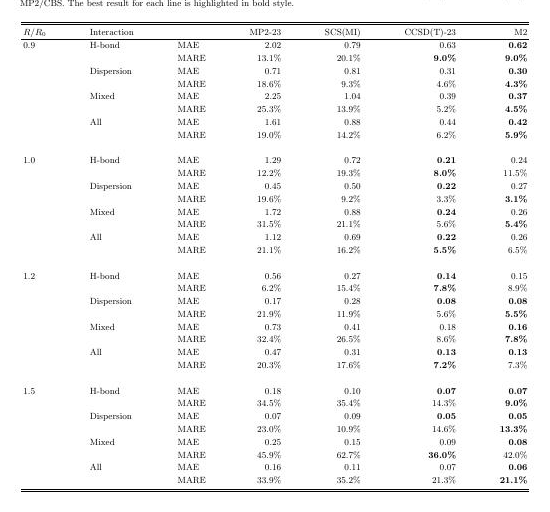 MP2/CBS. The best result for each line is highlighted in bold style.
R/R0 Interaction MP2-23 SCS(MI) CCSD(T)-23 M2
0.9 H-bond MAE 2.02 0.79 0.63 0.62
MARE 13.1% 20.1% 9.0% 9.0%
Dispersion MAE 0.71 0.81 0.31 0.30
MARE 18.6% 9.3% 4.6% 4.3%
Mixed MAE 2.25 1.04 0.39 0.37
MARE 25.3% 13.9% 5.2% 4.5%
All MAE 1.61 0.88 0.44 0.42
MARE 19.0% 14.2% 6.2% 5.9%
1.0 H-bond MAE 1.29 0.72 0.21 0.24
MARE 12.2% 19.3% 8.0% 11.5%
Dispersion MAE 0.45 0.50 0.22 0.27
MARE 19.6% 9.2% 3.3% 3.1%
Mixed MAE 1.72 0.88 0.24 0.26
MARE 31.5% 21.1% 5.6% 5.4%
All MAE 1.12 0.69 0.22 0.26
MARE 21.1% 16.2% 5.5% 6.5%
1.2 H-bond MAE 0.56 0.27 0.14 0.15
MARE 6.2% 15.4% 7.8% 8.9%
Dispersion MAE 0.17 0.28 0.08 0.08
MARE 21.9% 11.9% 5.6% 5.5%
Mixed MAE 0.73 0.41 0.18 0.16
MARE 32.4% 26.5% 8.6% 7.8%
All MAE 0.47 0.31 0.13 0.13
MARE 20.3% 17.6% 7.2% 7.3%
1.5 H-bond MAE 0.18 0.10 0.07 0.07
MARE 34.5% 35.4% 14.3% 9.0%
Dispersion MAE 0.07 0.09 0.05 0.05
MARE 23.0% 10.9% 14.6% 13.3%
Mixed MAE 0.25 0.15 0.09 0.08
MARE 45.9% 62.7% 36.0% 42.0%
All MAE 0.16 0.11 0.07 0.06
MARE 33.9% 35.2% 21.3% 21.1%